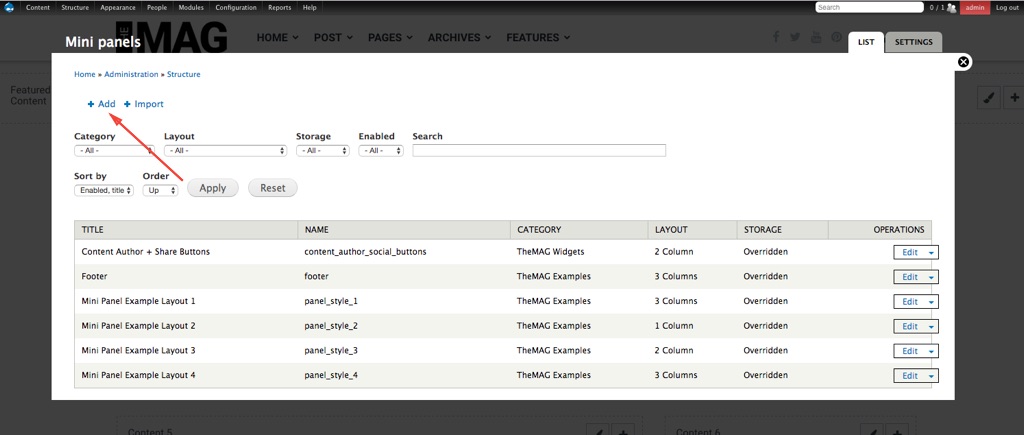 Content Structure Appearance People Modules Configuration Reports Help Search 0 / 1 admin Log out
THE MAG HOME POST PAGES ARCHIVES FEATURES
Mini panels LIST SETTINGS
Home » Administration » Structure
Featured
Content
+ Add + Import
Category Layout Storage Enabled Search
- All - - All - - All - - All -
Sort by Order
Enabled, title Up Apply Reset
TITLE NAME CATEGORY LAYOUT STORAGE OPERATIONS
Content Author + Share Buttons content_author_social_buttons TheMAG Widgets 2 Column Overridden Edit
Footer footer TheMAG Examples 3 Columns Overridden Edit
Mini Panel Example Layout 1 panel_style_1 TheMAG Examples 3 Columns Overridden Edit
Mini Panel Example Layout 2 panel_style_2 TheMAG Examples 1 Column Overridden Edit
Mini Panel Example Layout 3 panel_style_3 TheMAG Examples 2 Column Overridden Edit
Mini Panel Example Layout 4 panel_style_4 TheMAG Examples 3 Columns Overridden Edit
Content 5 Content 6